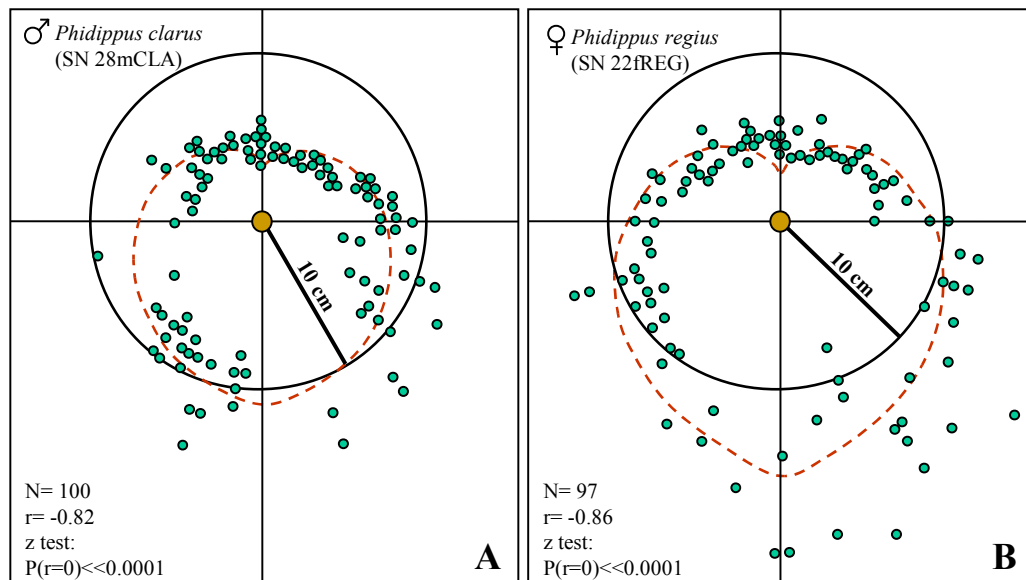 ♂ Phidippus clarus
(SN 28mCLA)
10 cm
N= 100
r= -0.82
z test:
P(r=0)<<0.0001
A
♀ Phidippus regius
(SN 22fREG)
10 cm
N= 97
r= -0.86
z test:
P(r=0)<<0.0001
B